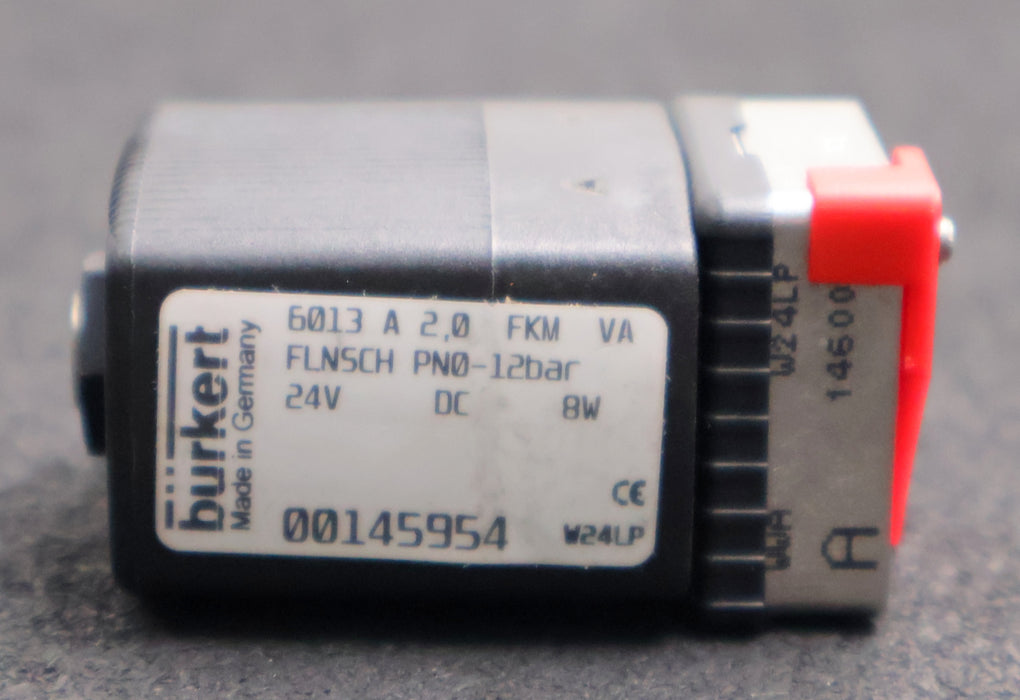 burkert
Made in Germany
6013 A 2,0 FKM VA
FLNSCH PN0-12bar
24V DC 8W
CE
00145954
W24LP
W24LP
14600
A